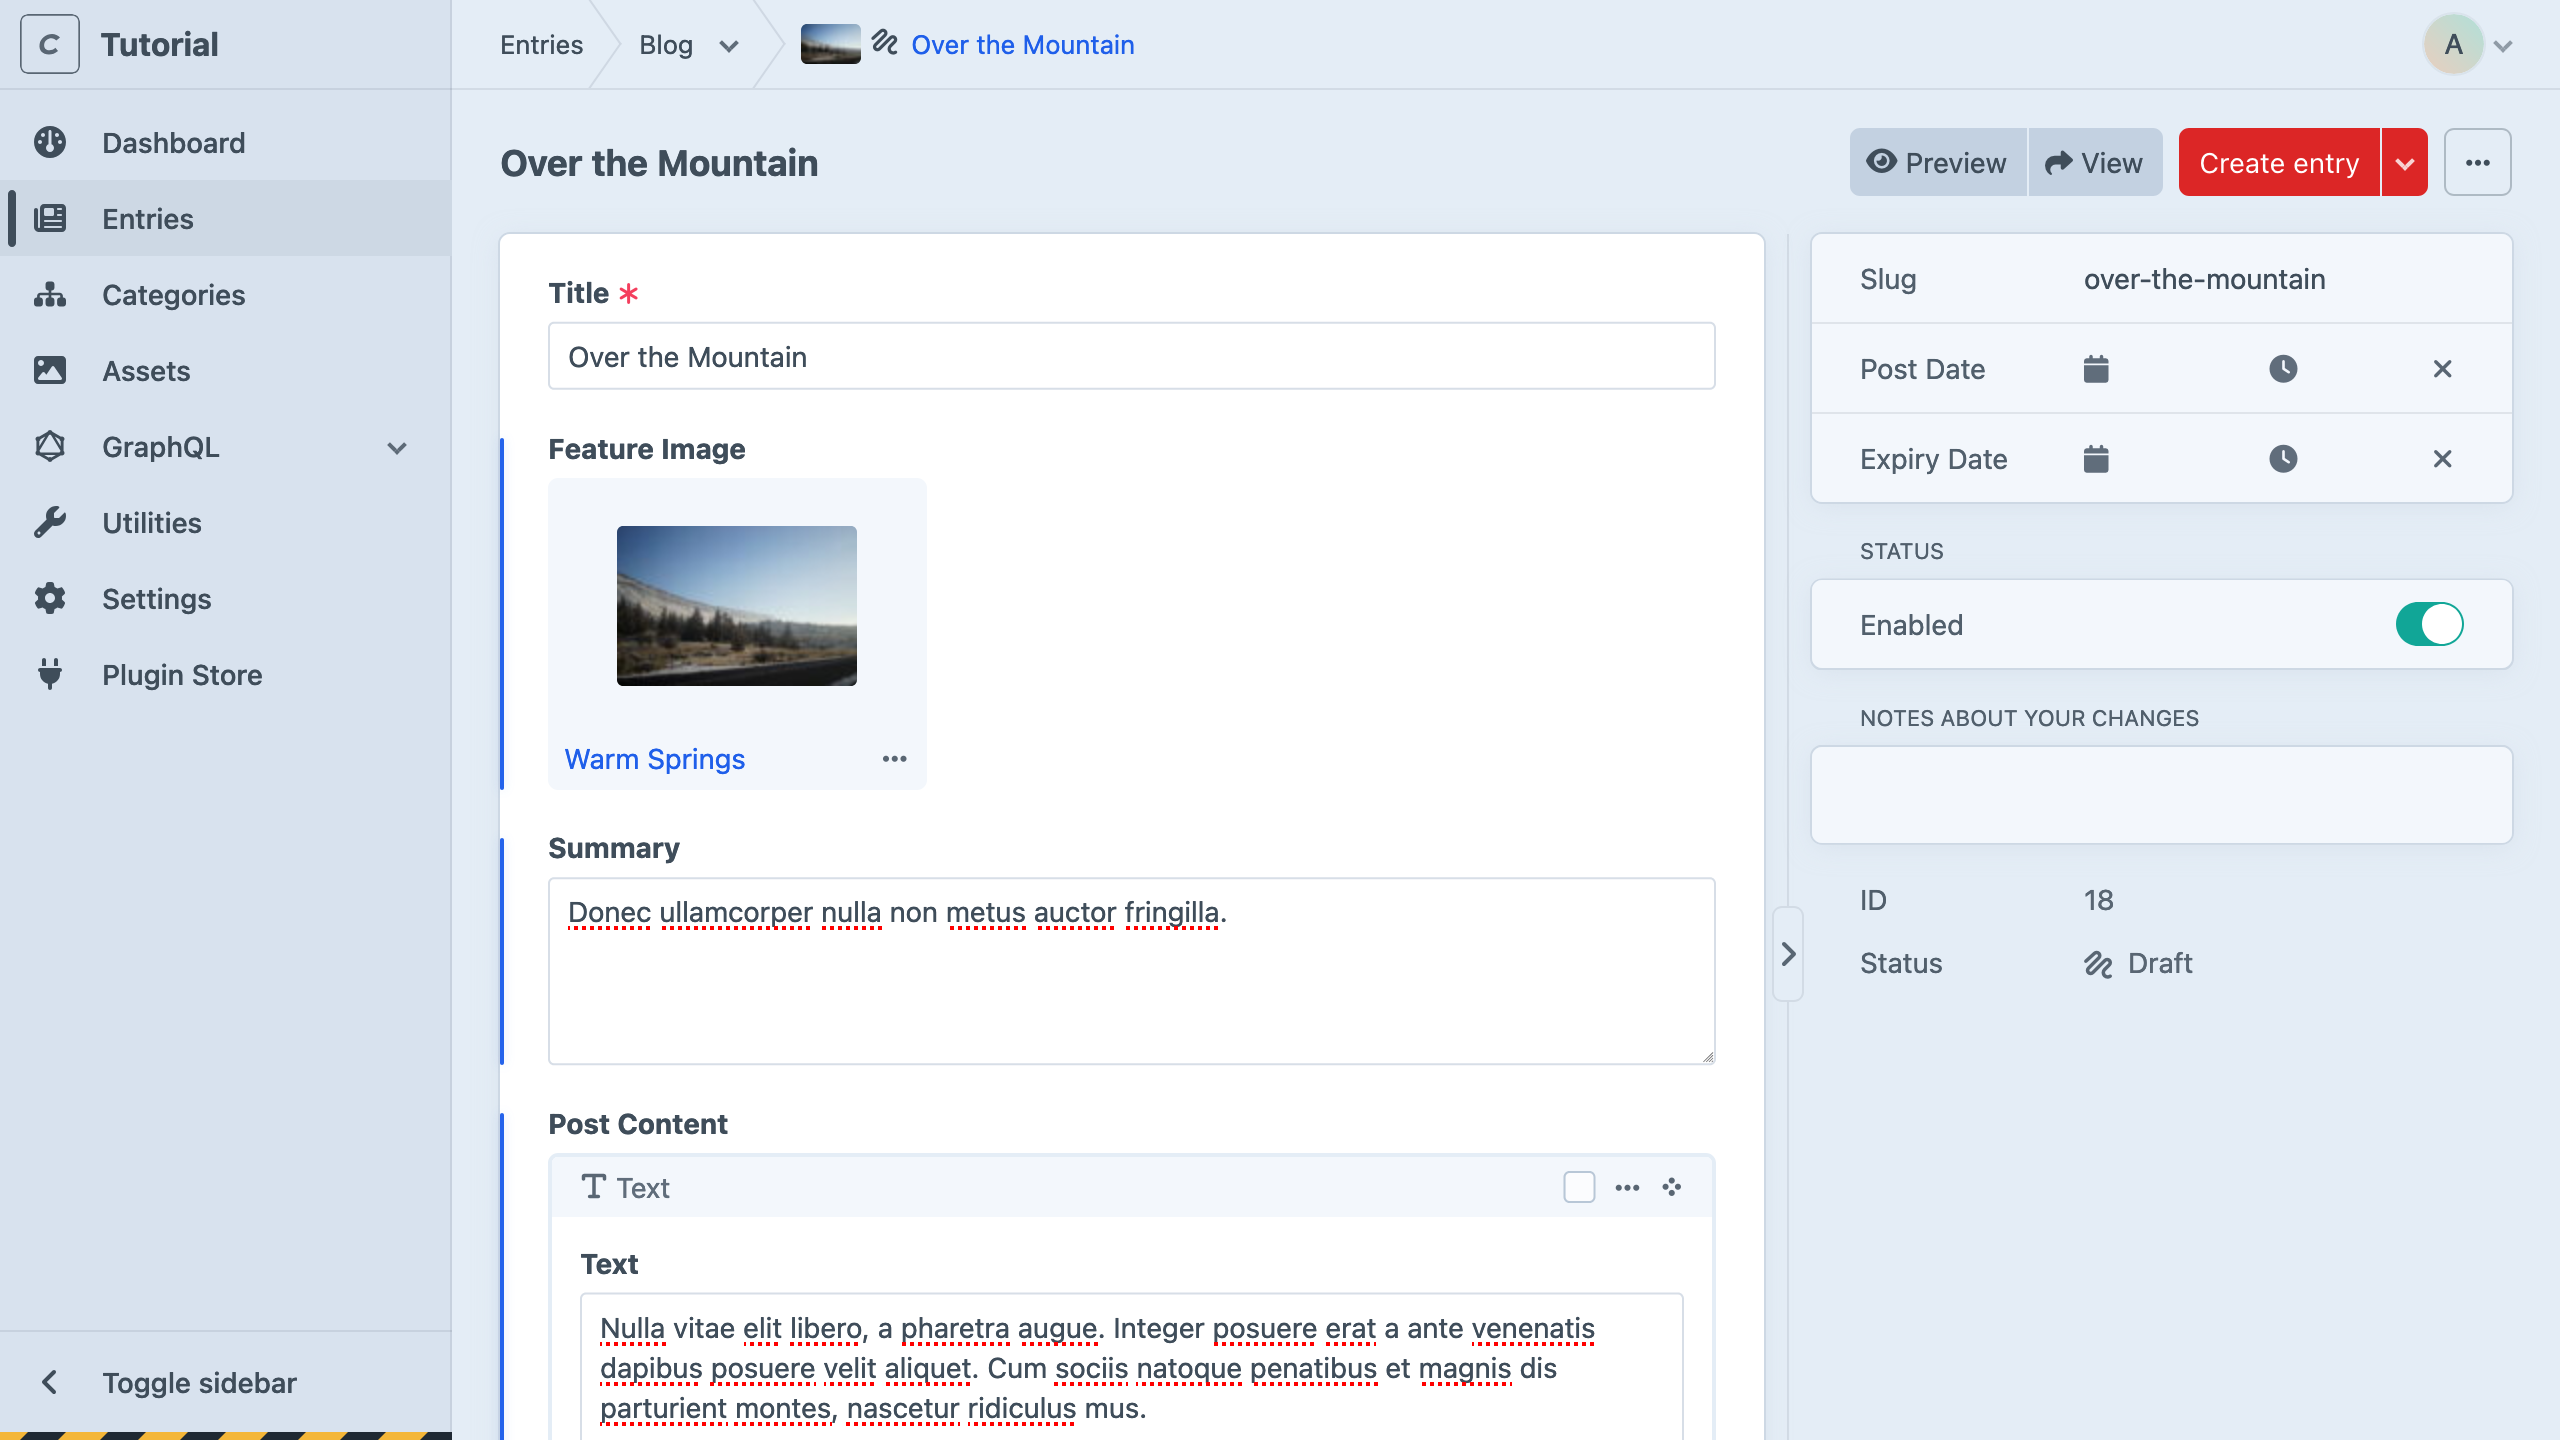 C Tutorial
Dashboard
Entries
Categories
Assets
GraphQL
Utilities
Settings
Plugin Store
Toggle sidebar
Entries Blog Over the Mountain
A
Over the Mountain
Preview View Create entry
Title *
Over the Mountain
Feature Image
Warm Springs
Summary
Donec ullamcorper nulla non metus auctor fringilla.
Post Content
Text
Text
Nulla vitae elit libero, a pharetra augue. Integer posuere erat a ante venenatis
dapibus posuere velit aliquet. Cum sociis natoque penatibus et magnis dis
parturient montes, nascetur ridiculus mus.
Slug over-the-mountain
Post Date
Expiry Date
STATUS
Enabled
NOTES ABOUT YOUR CHANGES
ID 18
Status Draft